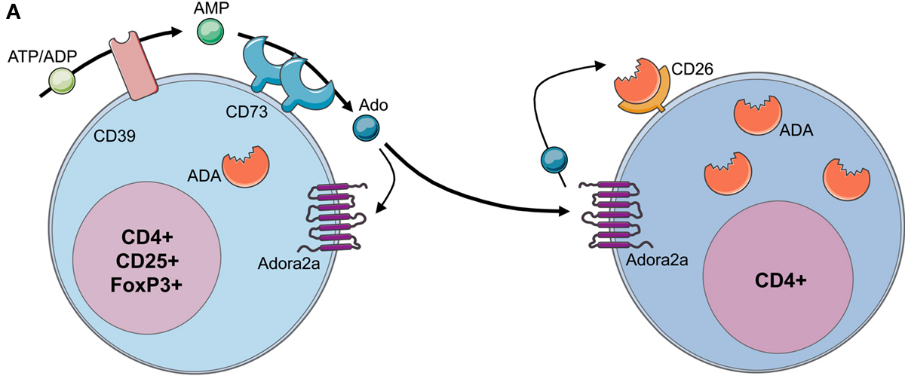 A
AMP
ATP/ADP
CD39
CD73
Ado
ADA
CD4+
CD25+
FoxP3+
Adora2a
CD26
ADA
Adora2a
CD4+